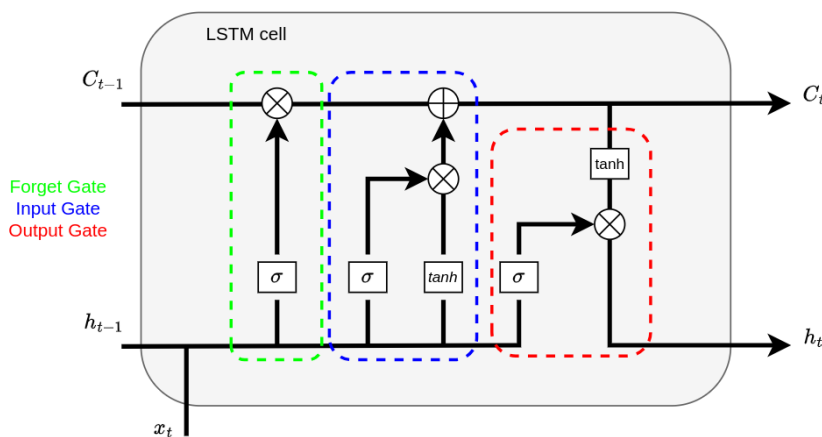 LSTM cell
C_{t-1}
C_t
tanh
Forget Gate
Input Gate
Output Gate
σ
σ
tanh
σ
h_{t-1}
h_t
x_t